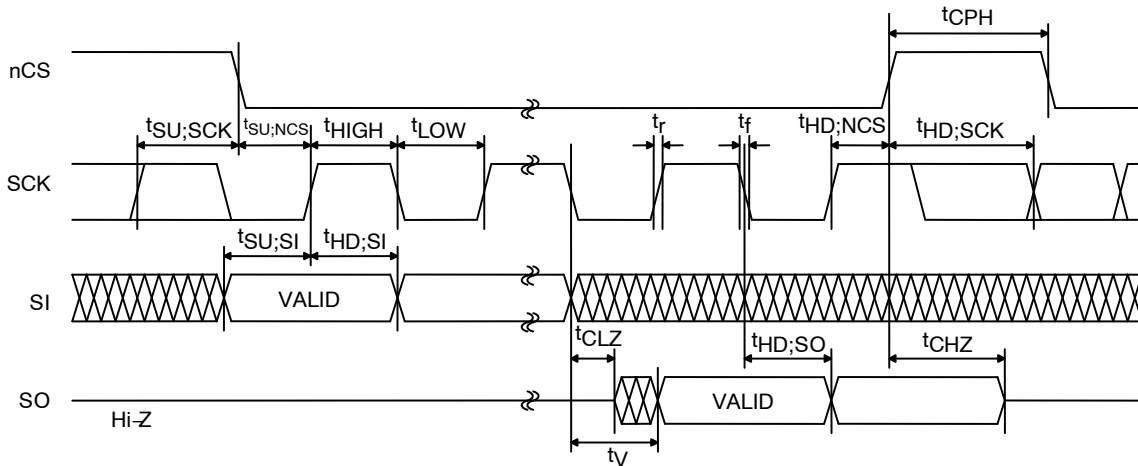 tCPH
nCS
tSU;SCK tSU;NCS tHIGH tLOW tr tf tHD;NCS tHD;SCK
SCK
tSU;SI tHD;SI
SI VALID
tCLZ tHD;SO tCHZ
SO VALID
Hi-Z
tV